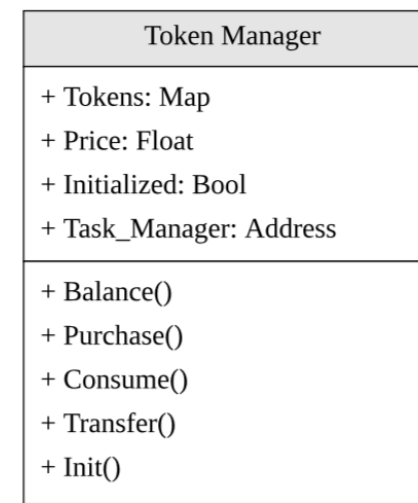 Token Manager
+ Tokens: Map
+ Price: Float
+ Initialized: Bool
+ Task_Manager: Address
+ Balance()
+ Purchase()
+ Consume()
+ Transfer()
+ Init()